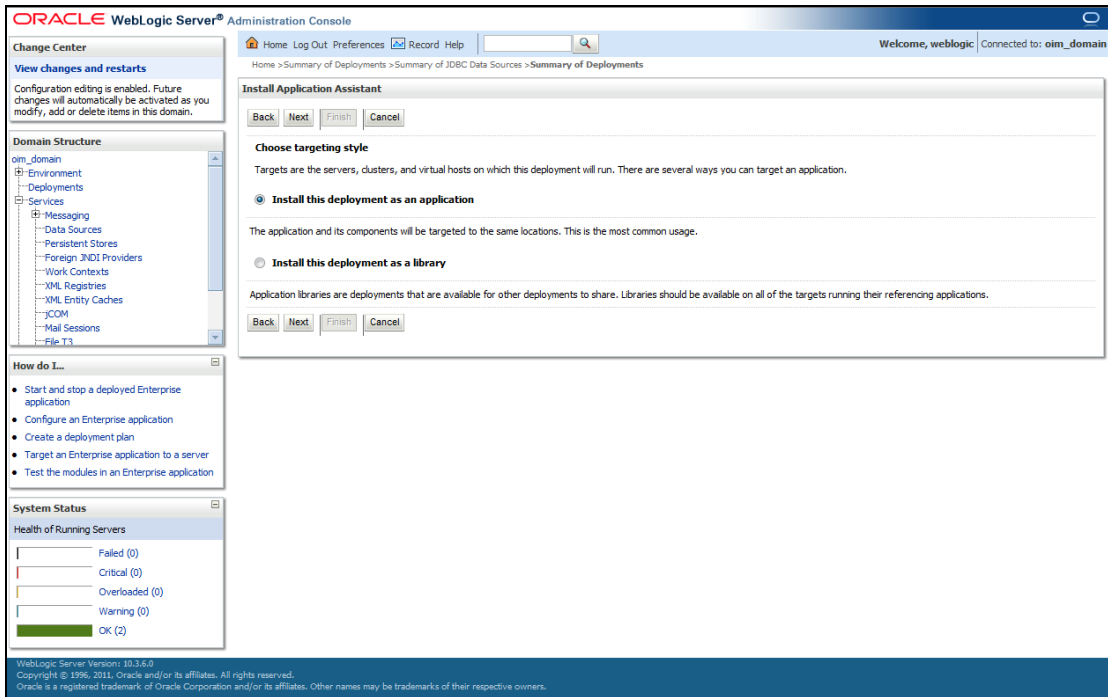 ORACLE WebLogic Server® Administration Console
Change Center
View changes and restarts
Configuration editing is enabled. Future
changes will automatically be activated as you
modify, add or delete items in this domain.
Domain Structure
oim_domain
Environment
Deployments
Services
Messaging
Data Sources
Persistent Stores
Foreign JNDI Providers
Work Contexts
XML Registries
XML Entity Caches
jCOM
Mail Sessions
File T3
How do I...
Start and stop a deployed Enterprise
application
Configure an Enterprise application
Create a deployment plan
Target an Enterprise application to a server
Test the modules in an Enterprise application
System Status
Health of Running Servers
Failed (0)
Critical (0)
Overloaded (0)
Warning (0)
OK (2)
Home Log Out Preferences Record Help
Welcome, weblogic Connected to: oim_domain
Home >Summary of Deployments >Summary of JDBC Data Sources >Summary of Deployments
Install Application Assistant
Back Next Finish Cancel
Choose targeting style
Targets are the servers, clusters, and virtual hosts on which this deployment will run. There are several ways you can target an application.
Install this deployment as an application
The application and its components will be targeted to the same locations. This is the most common usage.
Install this deployment as a library
Application libraries are deployments that are available for other deployments to share. Libraries should be available on all of the targets running their referencing applications.
Back Next Finish Cancel
WebLogic Server Version: 10.3.6.0
Copyright © 1996, 2011, Oracle and/or its affiliates. All rights reserved.
Oracle is a registered trademark of Oracle Corporation and/or its affiliates. Other names may be trademarks of their respective owners.